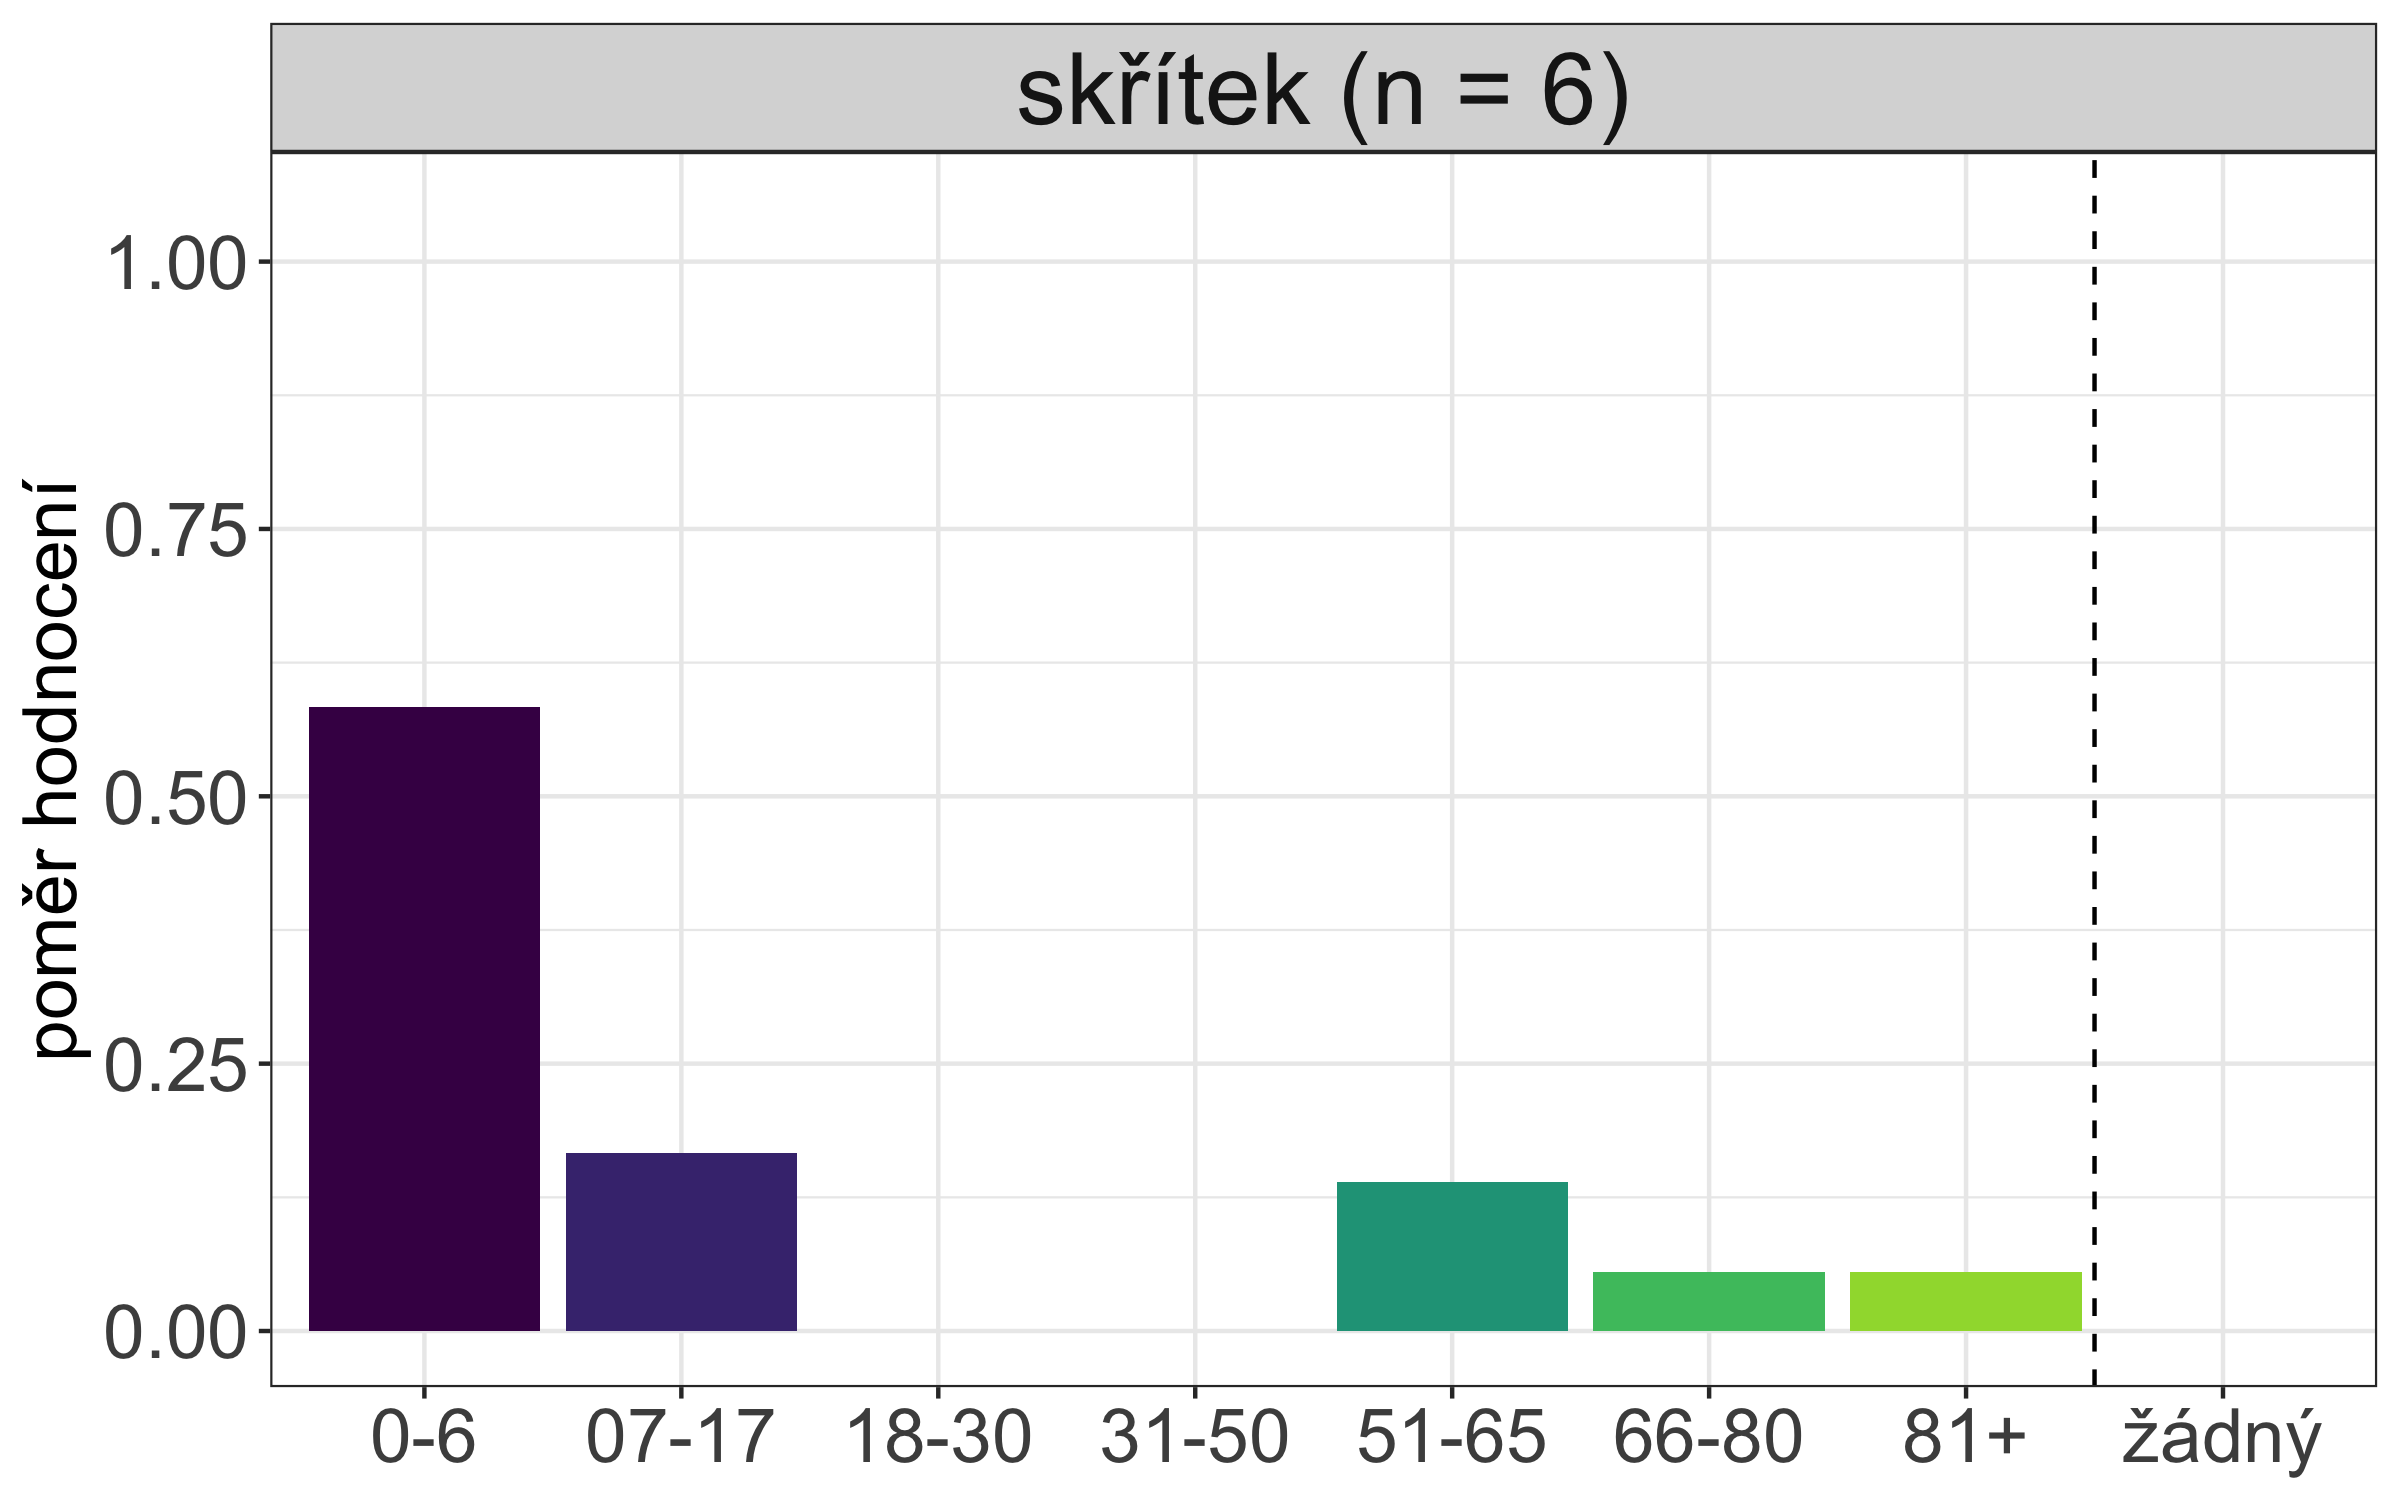 skřítek (n = 6)
poměr hodnocení
1.00
0.75
0.50
0.25
0.00
0-6 07-17 18-30 31-50 51-65 66-80 81+ žádný